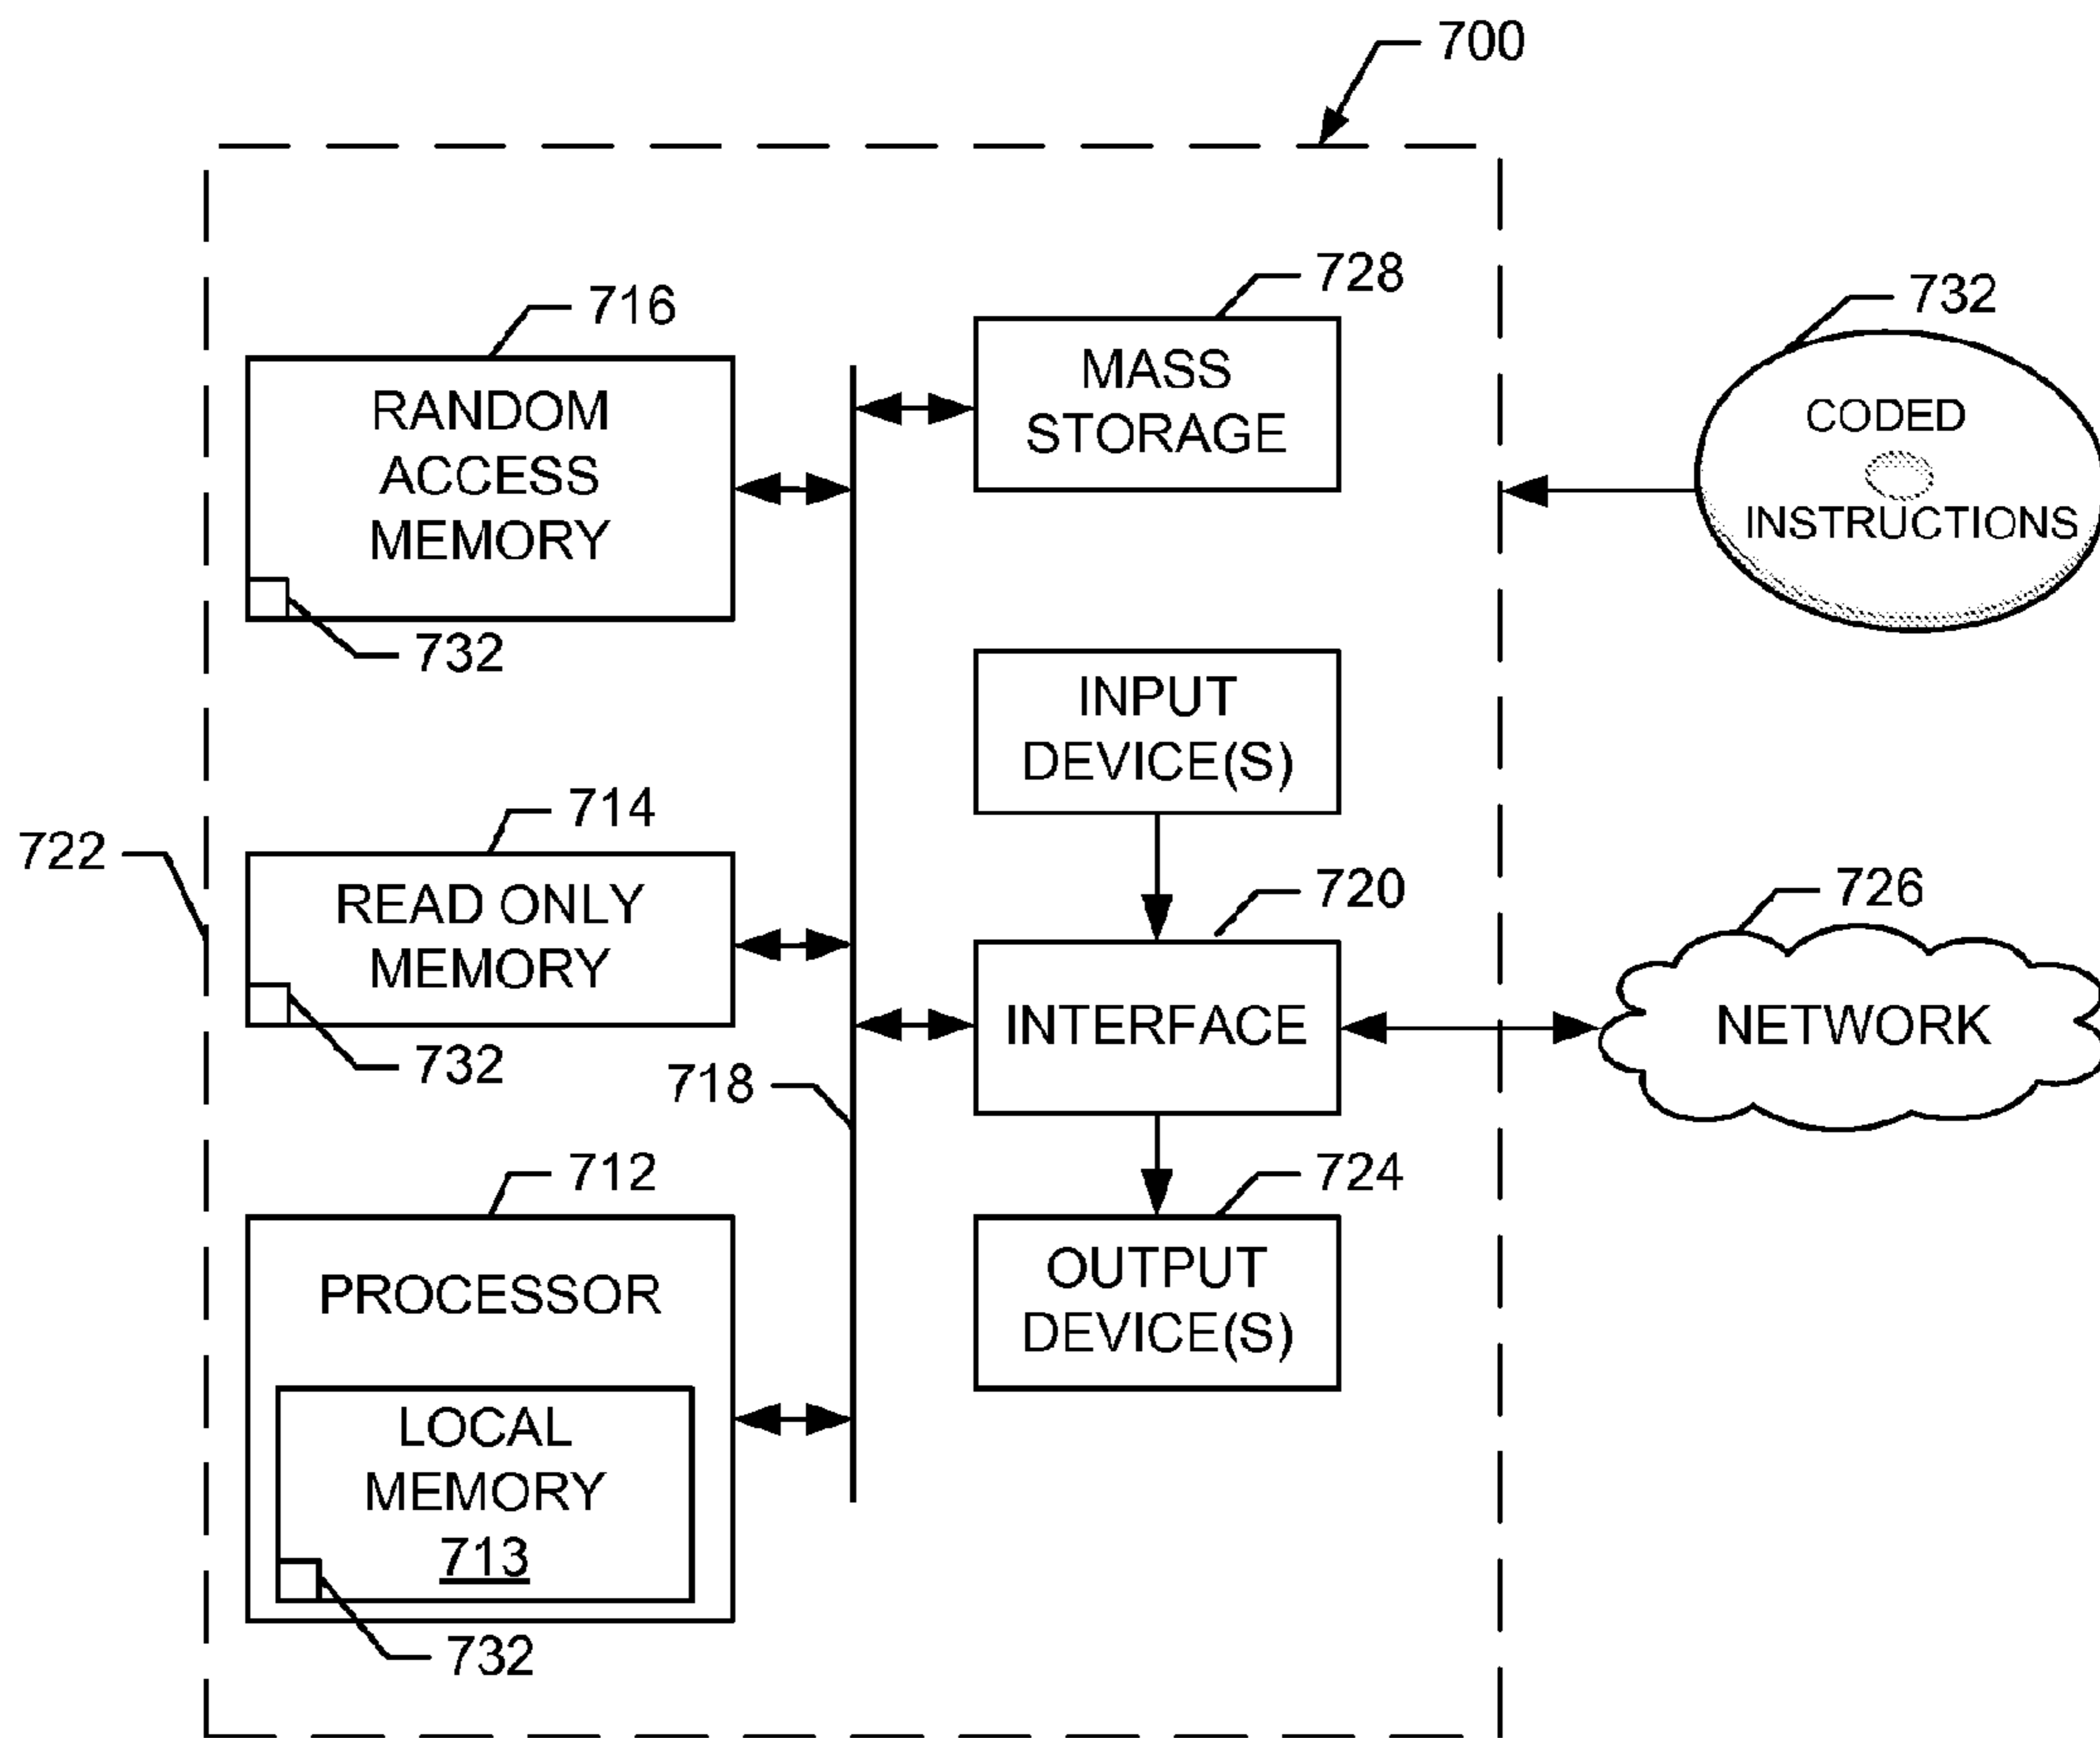 700
716
RANDOM
ACCESS
MEMORY
732
728
MASS
STORAGE
732
CODED
INSTRUCTIONS
INPUT
DEVICE(S)
722
714
READ ONLY
MEMORY
732
718
720
INTERFACE
726
NETWORK
712
PROCESSOR
LOCAL
MEMORY
713
732
724
OUTPUT
DEVICE(S)